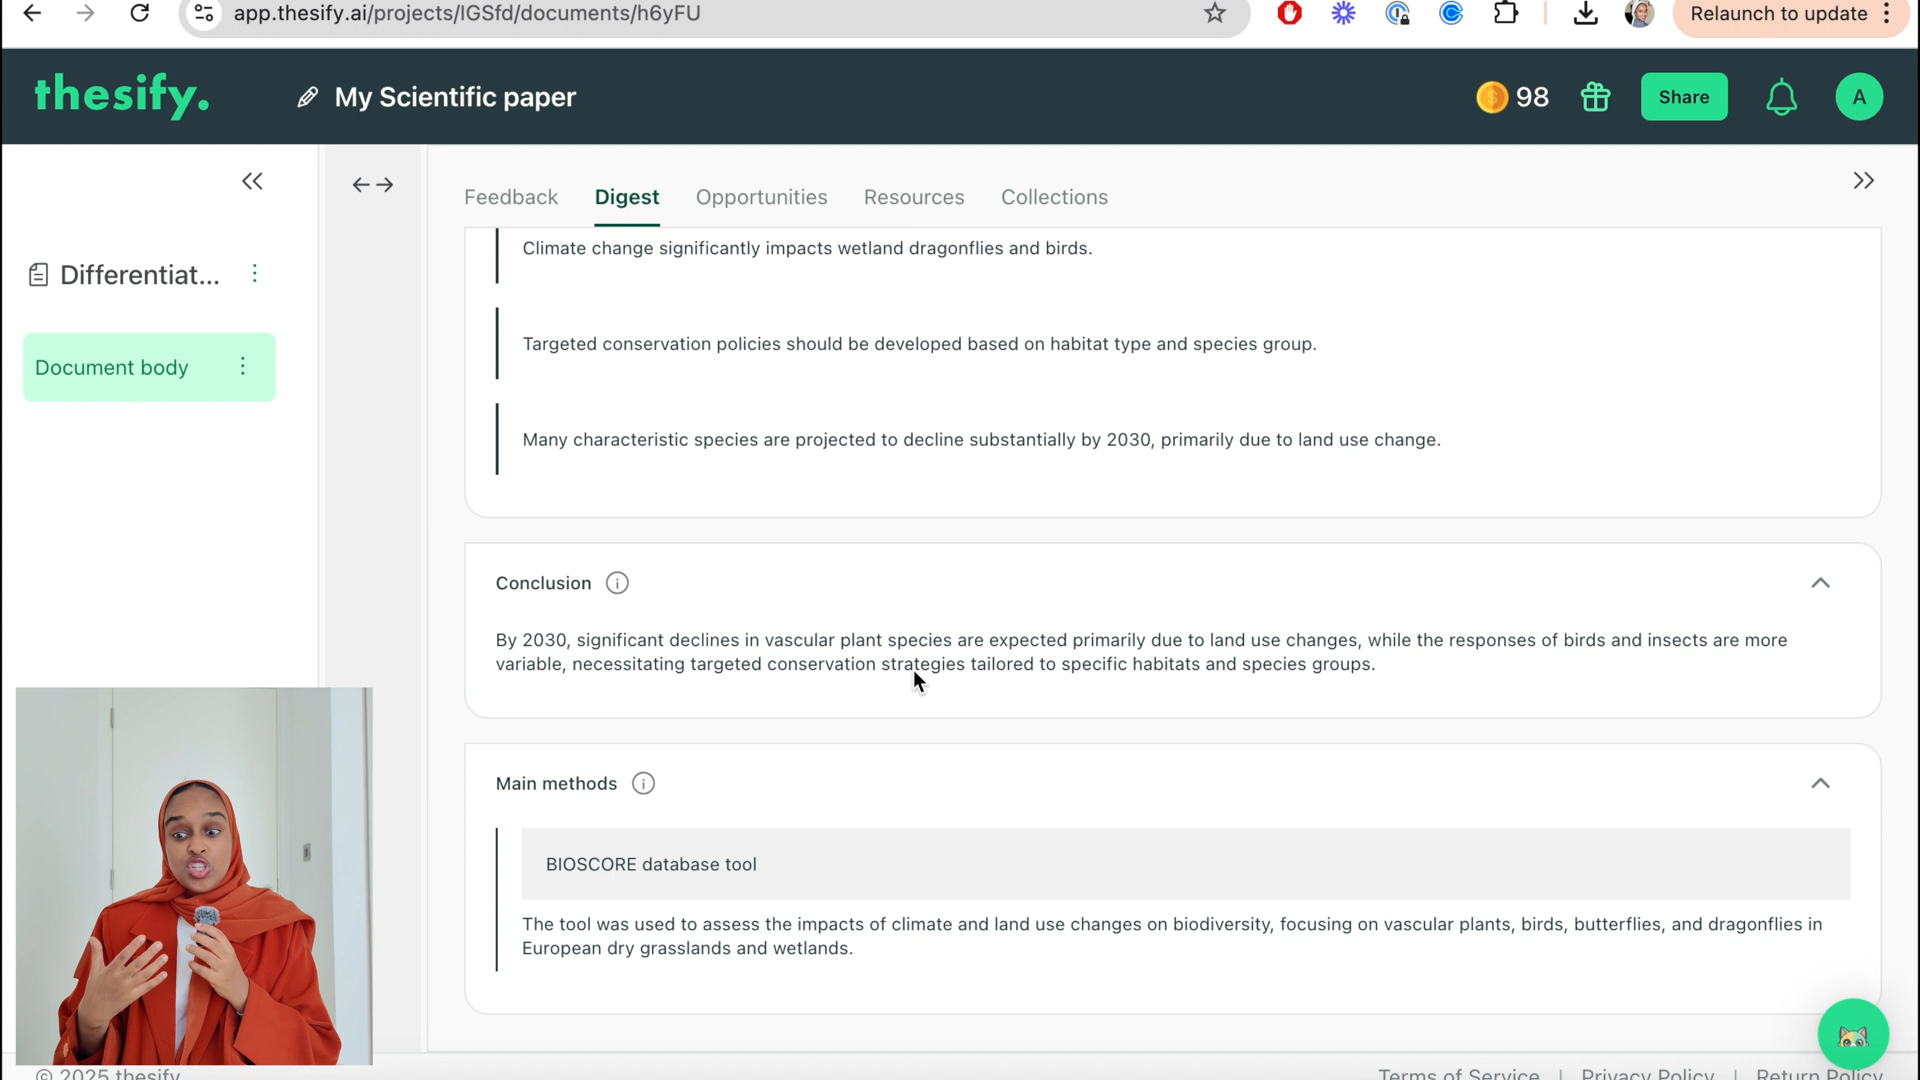 app.thesify.ai/projects/IGSfd/documents/h6yFU
Relaunch to update
thesify.
My Scientific paper
98
Share
A
Feedback
Digest
Opportunities
Resources
Collections
Differentiat...
Document body
Climate change significantly impacts wetland dragonflies and birds.
Targeted conservation policies should be developed based on habitat type and species group.
Many characteristic species are projected to decline substantially by 2030, primarily due to land use change.
Conclusion
By 2030, significant declines in vascular plant species are expected primarily due to land use changes, while the responses of birds and insects are more
variable, necessitating targeted conservation strategies tailored to specific habitats and species groups.
Main methods
BIOSCORE database tool
The tool was used to assess the impacts of climate and land use changes on biodiversity, focusing on vascular plants, birds, butterflies, and dragonflies in
European dry grasslands and wetlands.
© 2025 thesify
Terms of Service | Privacy Policy | Return Policy